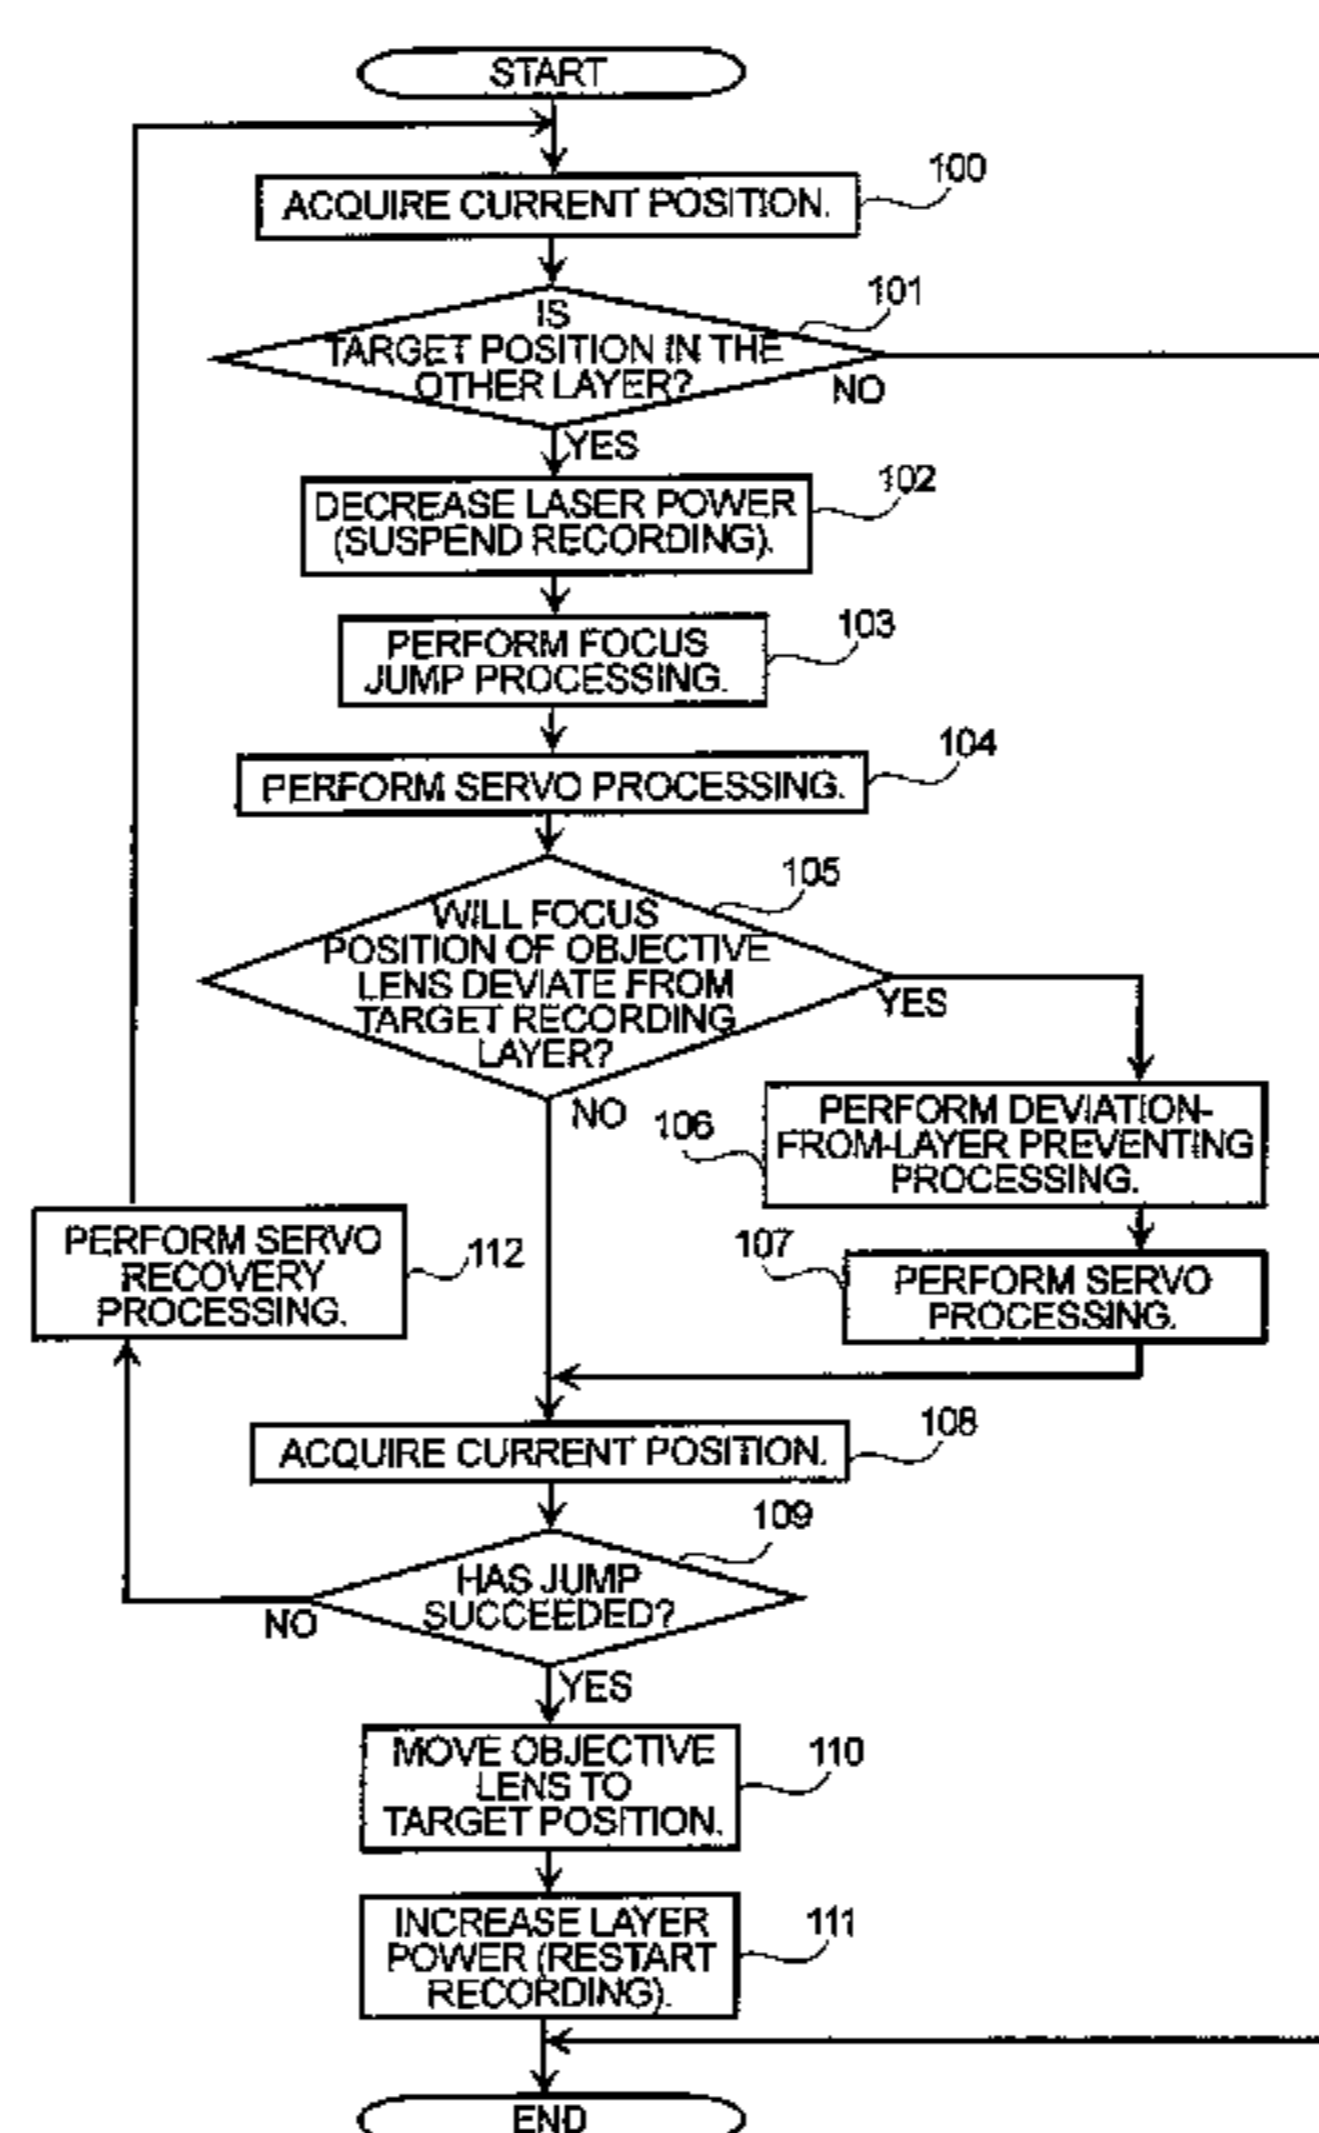 START
ACQUIRE CURRENT POSITION.
100
IS
TARGET POSITION IN THE
OTHER LAYER?
101
NO
YES
DECREASE LASER POWER
(SUSPEND RECORDING).
102
PERFORM FOCUS
JUMP PROCESSING.
103
PERFORM SERVO PROCESSING.
104
WILL FOCUS
POSITION OF OBJECTIVE
LENS DEVIATE FROM
TARGET RECORDING
LAYER?
105
YES
NO
PERFORM DEVIATION-
FROM-LAYER PREVENTING
PROCESSING.
106
PERFORM SERVO
PROCESSING.
107
PERFORM SERVO
RECOVERY
PROCESSING.
112
ACQUIRE CURRENT POSITION.
108
HAS JUMP
SUCCEEDED?
109
NO
YES
MOVE OBJECTIVE
LENS TO
TARGET POSITION.
110
INCREASE LAYER
POWER (RESTART
RECORDING).
111
END